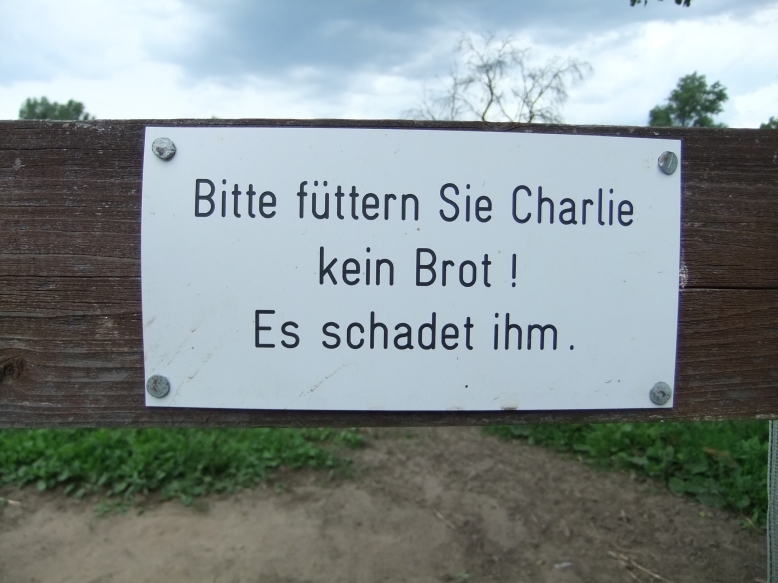 Bitte füttern Sie Charlie
kein Brot !
Es schadet ihm.